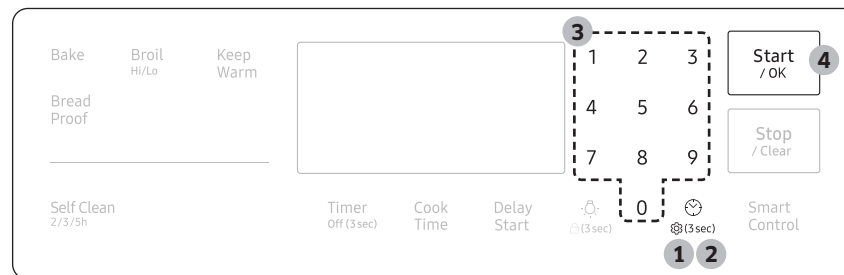 Bake
Broil
Hi/Lo
Keep
Warm
Bread
Proof
Self Clean
2/3/5h
Timer
Off (3 sec)
Cook
Time
Delay
Start
(3 sec)
3
1 2 3
4 5 6
7 8 9
0
(3 sec)
1 2
Start
/ OK
4
Stop
/ Clear
Smart
Control